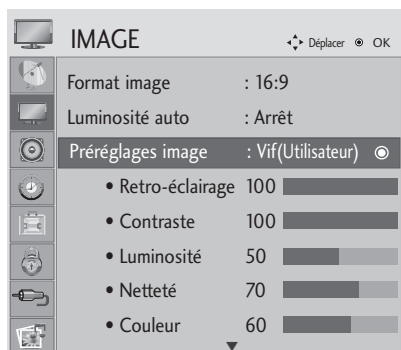 IMAGE Déplacer OK
Format image : 16:9
Luminosité auto : Arrêt
Préréglages image : Vif(Utilisateur)
• Retro-éclairage 100
• Contraste 100
• Luminosité 50
• Netteté 70
• Couleur 60